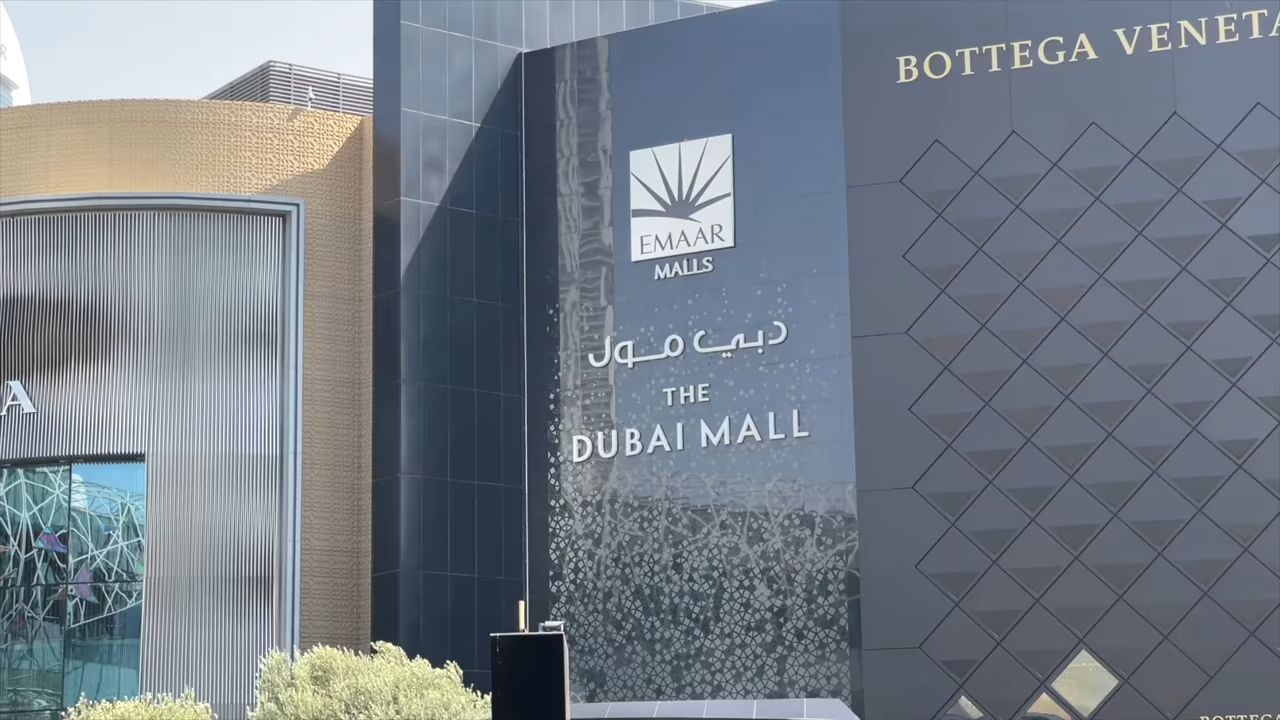 BOTTEGA VENETA
EMAAR
MALLS
دبي مول
THE
DUBAI MALL
A